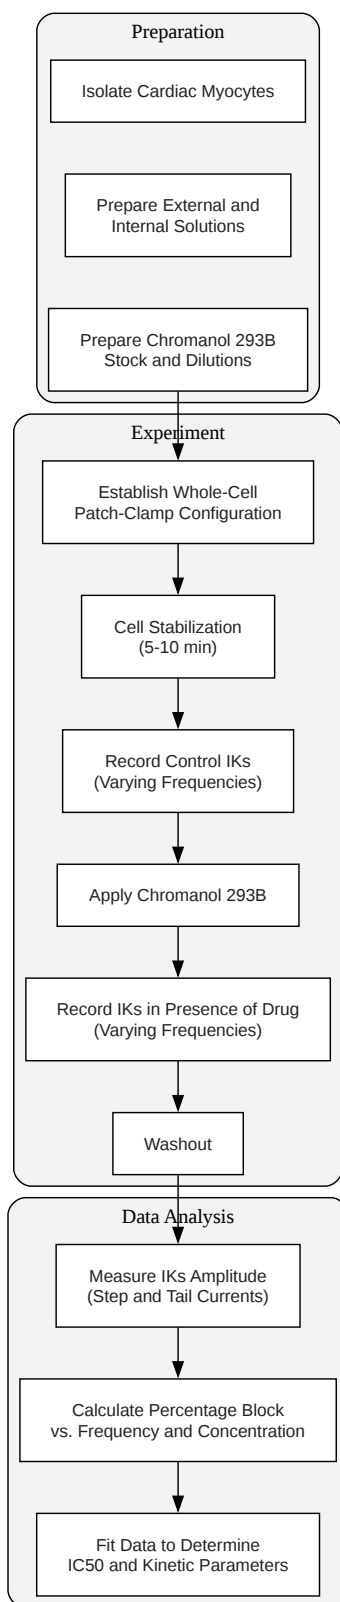 Preparation
Isolate Cardiac Myocytes
Prepare External and
Internal Solutions
Prepare Chromanol 293B
Stock and Dilutions
Experiment
Establish Whole-Cell
Patch-Clamp Configuration
Cell Stabilization
(5-10 min)
Record Control IKs
(Varying Frequencies)
Apply Chromanol 293B
Record IKs in Presence of Drug
(Varying Frequencies)
Washout
Data Analysis
Measure IKs Amplitude
(Step and Tail Currents)
Calculate Percentage Block
vs. Frequency and Concentration
Fit Data to Determine
IC50 and Kinetic Parameters